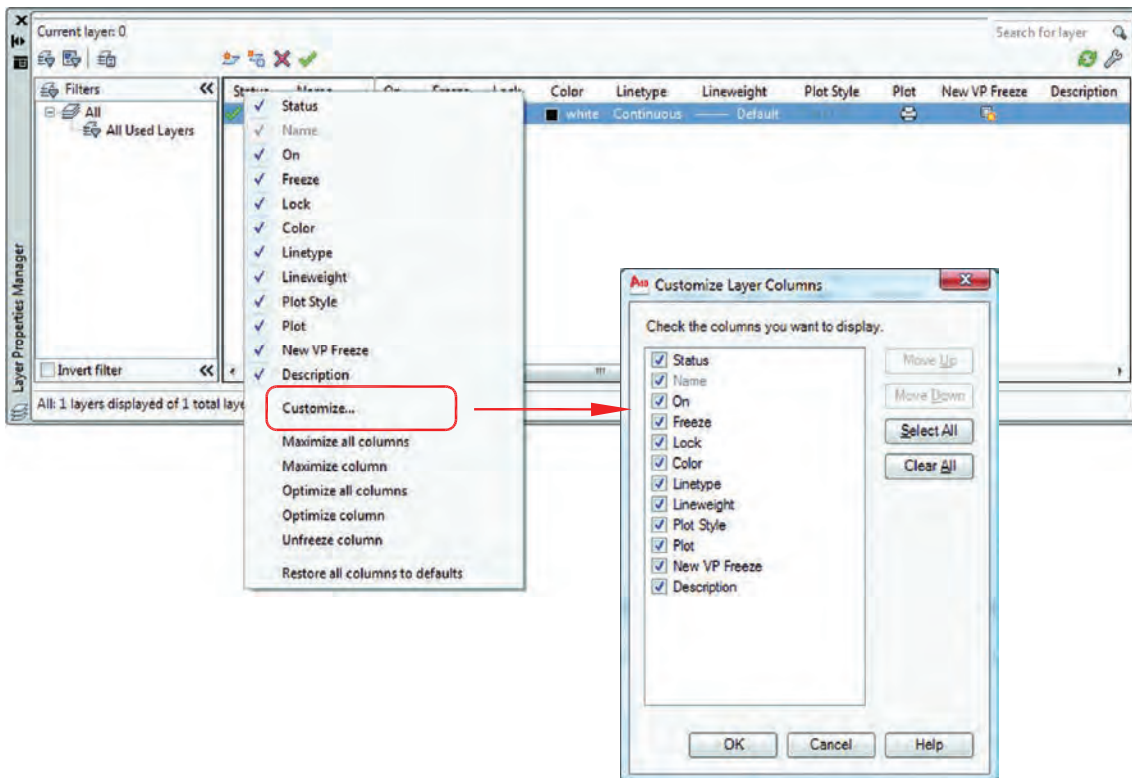 Current layer: 0
Search for layer
Filters
All
All Used Layers
Invert filter
All: 1 layers displayed of 1 total laye
Layer Properties Manager
Status Name On Freeze Lock Color Linetype Lineweight Plot Style Plot New VP Freeze Description
white Continuous Default
Status
Name
On
Freeze
Lock
Color
Linetype
Lineweight
Plot Style
Plot
New VP Freeze
Description
Customize...
Maximize all columns
Maximize column
Optimize all columns
Optimize column
Unfreeze column
Restore all columns to defaults
Customize Layer Columns
Check the columns you want to display.
Status
Name
On
Freeze
Lock
Color
Linetype
Lineweight
Plot Style
Plot
New VP Freeze
Description
Move Up
Move Down
Select All
Clear All
OK
Cancel
Help